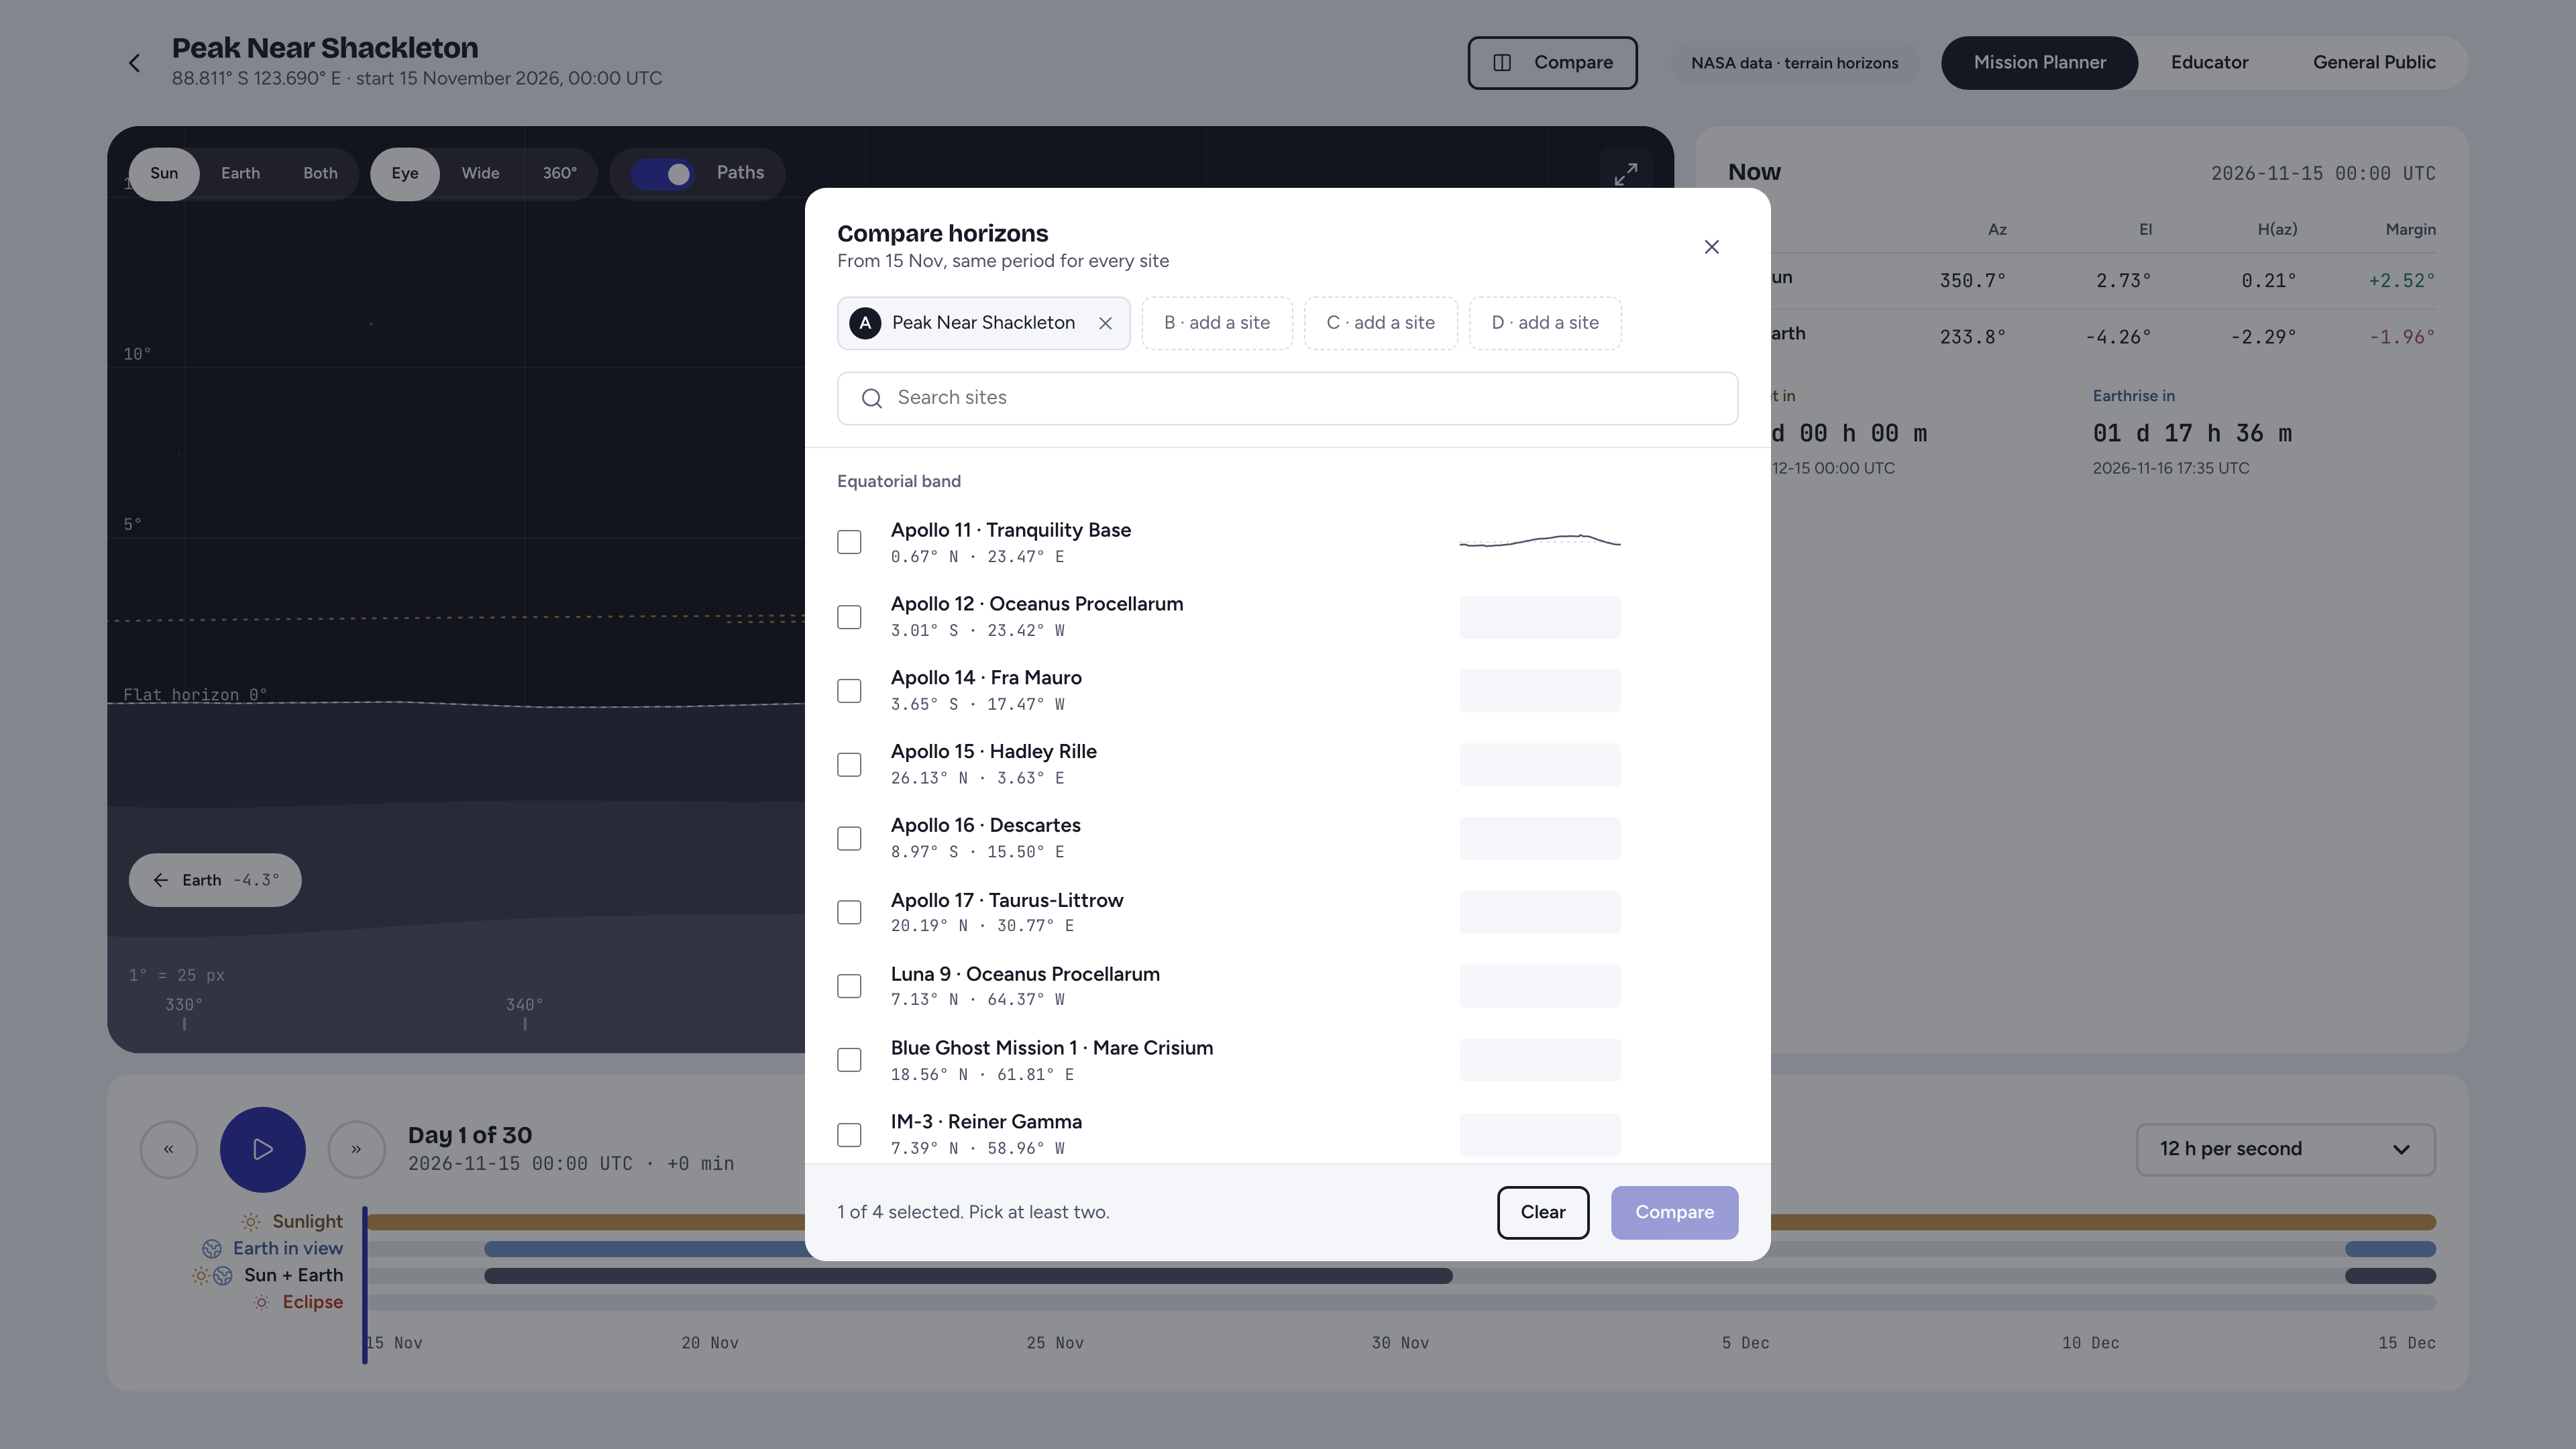 Peak Near Shackleton
88.811° S 123.690° E · start 15 November 2026, 00:00 UTC
Compare
NASA data · terrain horizons
Mission Planner
Educator
General Public
Sun
Earth
Both
Eye
Wide
360°
Paths
10°
5°
Flat horizon 0°
Earth -4.3°
1° = 25 px
330°
340°
Compare horizons
From 15 Nov, same period for every site
A Peak Near Shackleton
B · add a site
C · add a site
D · add a site
Search sites
Equatorial band
Apollo 11 · Tranquility Base
0.67° N · 23.47° E
Apollo 12 · Oceanus Procellarum
3.01° S · 23.42° W
Apollo 14 · Fra Mauro
3.65° S · 17.47° W
Apollo 15 · Hadley Rille
26.13° N · 3.63° E
Apollo 16 · Descartes
8.97° S · 15.50° E
Apollo 17 · Taurus-Littrow
20.19° N · 30.77° E
Luna 9 · Oceanus Procellarum
7.13° N · 64.37° W
Blue Ghost Mission 1 · Mare Crisium
18.56° N · 61.81° E
IM-3 · Reiner Gamma
7.39° N · 58.96° W
1 of 4 selected. Pick at least two.
Clear
Compare
Now
2026-11-15 00:00 UTC
Az El H(az) Margin
un 350.7° 2.73° 0.21° +2.52°
arth 233.8° -4.26° -2.29° -1.96°
t in
d 00 h 00 m
12-15 00:00 UTC
Earthrise in
01 d 17 h 36 m
2026-11-16 17:35 UTC
«
»
Day 1 of 30
2026-11-15 00:00 UTC · +0 min
12 h per second
Sunlight
Earth in view
Sun + Earth
Eclipse
15 Nov
20 Nov
25 Nov
30 Nov
5 Dec
10 Dec
15 Dec